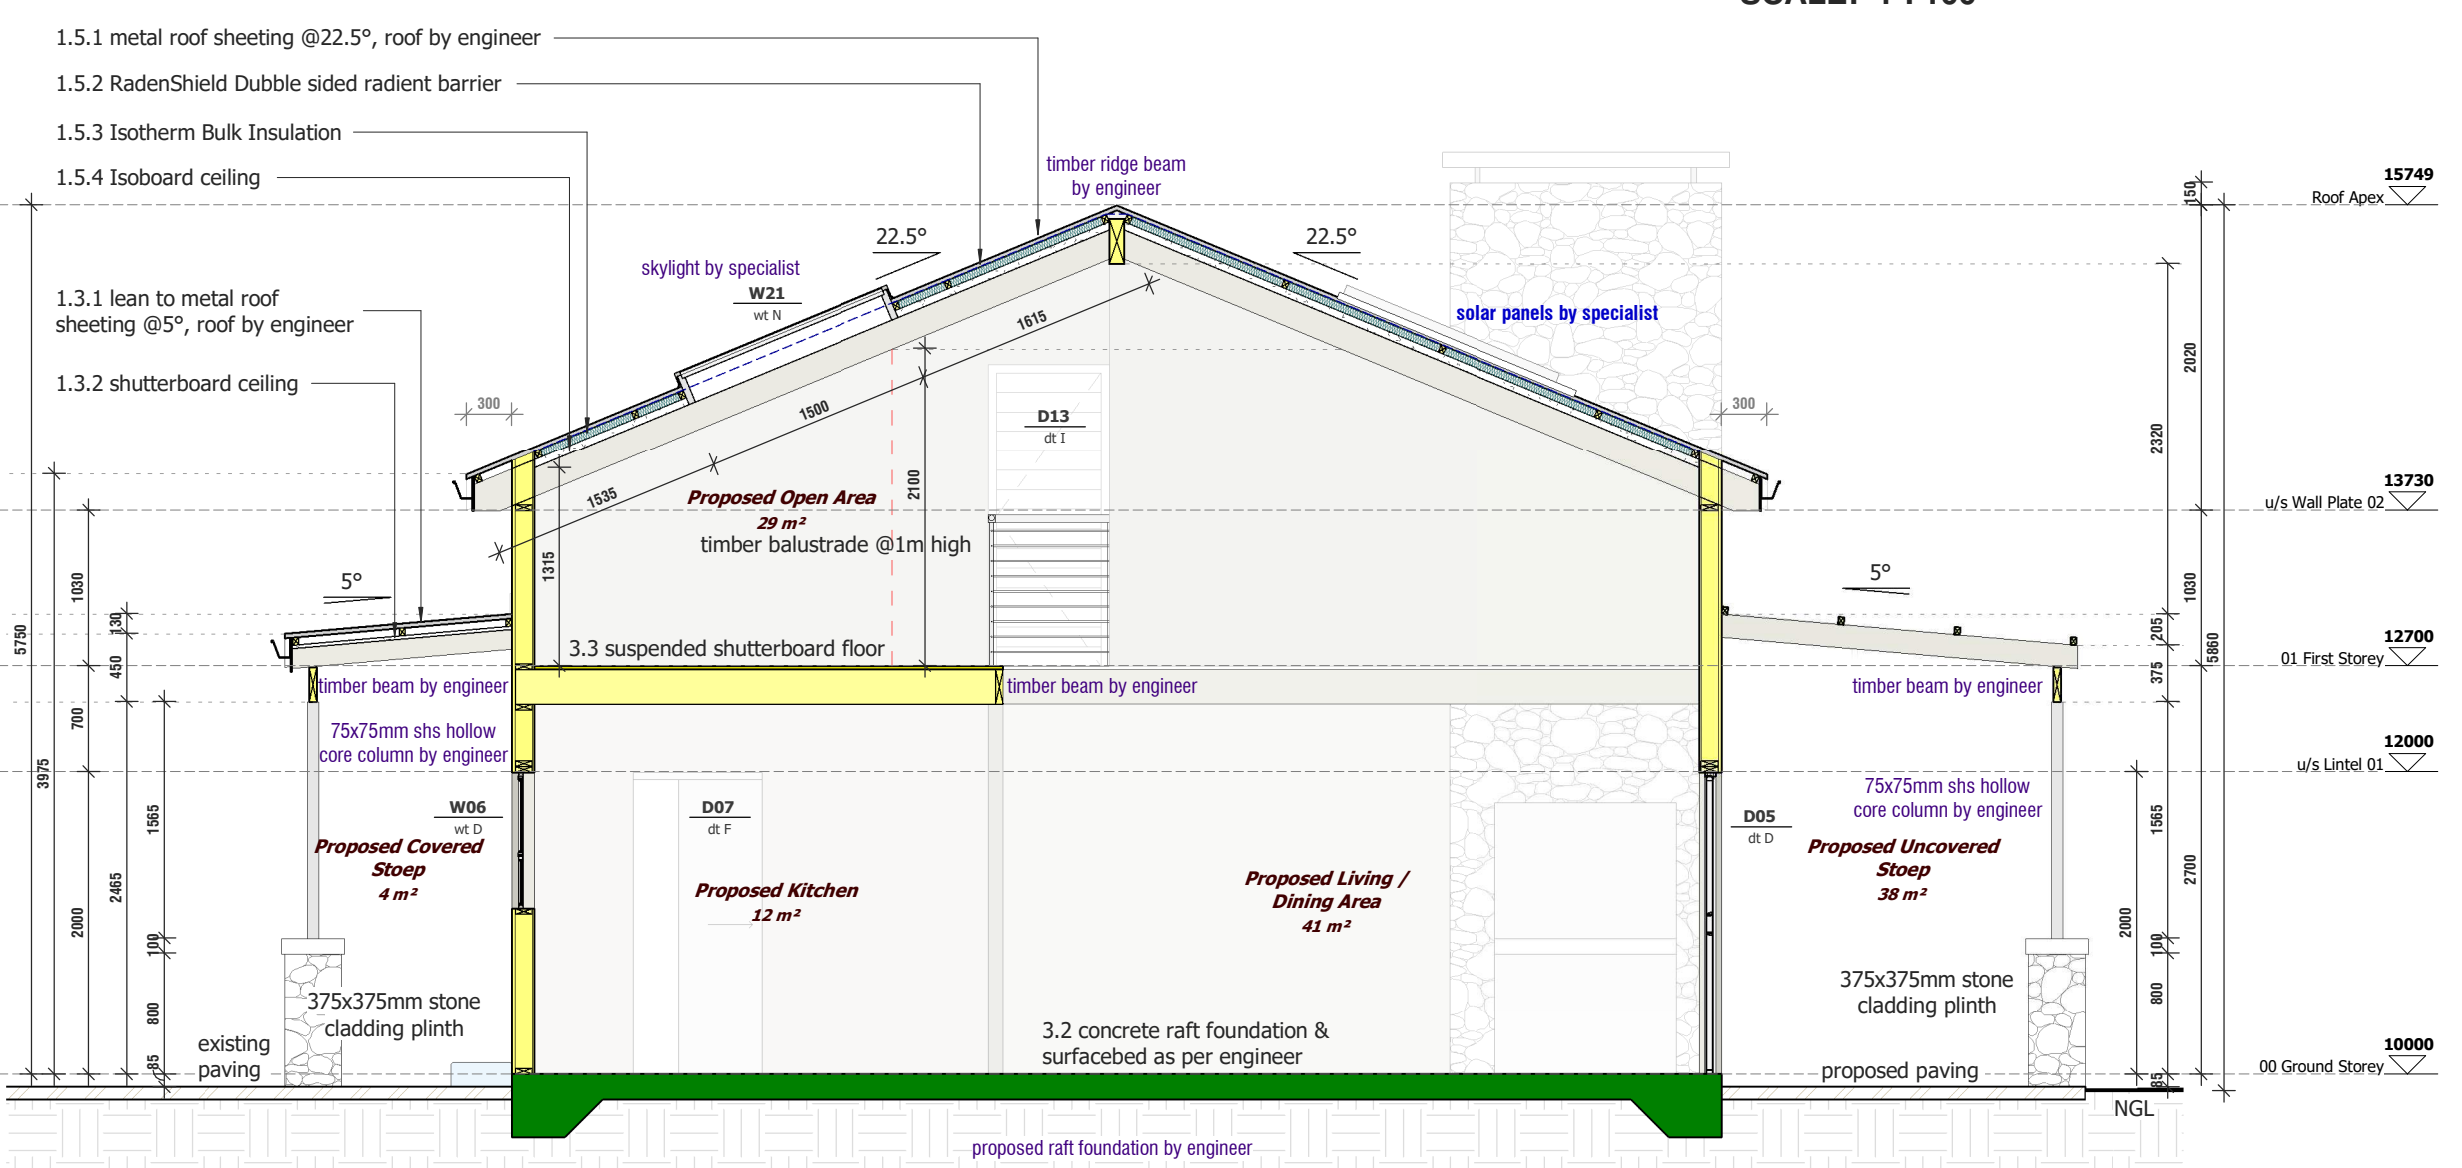 1.5.1 metal roof sheeting @22.5°, roof by engineer
1.5.2 RadenShield Dubble sided radient barrier
1.5.3 Isotherm Bulk Insulation
1.5.4 Isoboard ceiling
1.3.1 lean to metal roof
sheeting @5°, roof by engineer
1.3.2 shutterboard ceiling
timber ridge beam
by engineer
22.5°
22.5°
skylight by specialist
W21
wt N
solar panels by specialist
300
300
1615
1500
1535
2100
1315
D13
dt I
Proposed Open Area
29 m²
timber balustrade @1m high
3.3 suspended shutterboard floor
5°
5°
timber beam by engineer
timber beam by engineer
timber beam by engineer
75x75mm shs hollow
core column by engineer
75x75mm shs hollow
core column by engineer
W06
wt D
D07
dt F
D05
dt D
Proposed Covered
Stoep
4 m²
Proposed Kitchen
12 m²
Proposed Living /
Dining Area
41 m²
Proposed Uncovered
Stoep
38 m²
375x375mm stone
cladding plinth
375x375mm stone
cladding plinth
existing
paving
3.2 concrete raft foundation &
surfacebed as per engineer
proposed paving
NGL
proposed raft foundation by engineer
5750
3975
1030
700
2000
130
450
2465
1565
100
800
85
150
2020
2320
1030
205
375
5860
1565
2700
2000
100
800
85
15749
Roof Apex
13730
u/s Wall Plate 02
12700
01 First Storey
12000
u/s Lintel 01
10000
00 Ground Storey